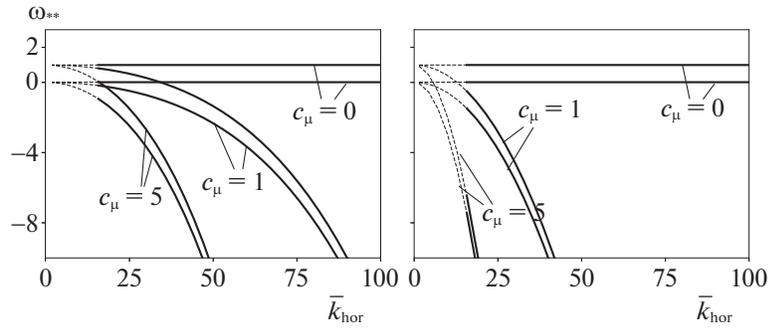 ω**
2
0
−4
−8
c_μ = 0
c_μ = 1
c_μ = 5
0 25 50 75 100
k̅_hor
c_μ = 0
c_μ = 1
c_μ = 5
0 25 50 75 100
k̅_hor